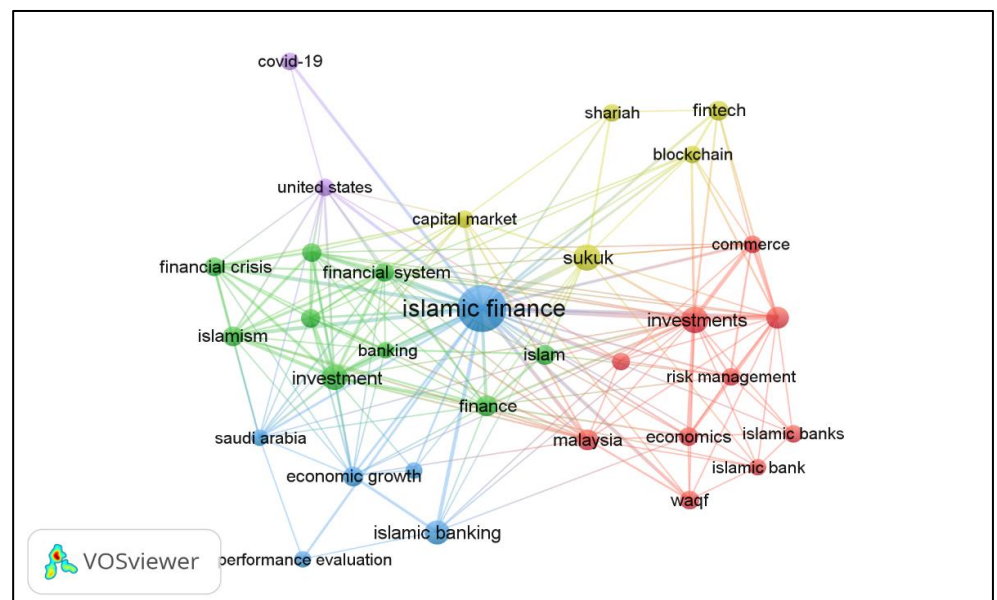 covid-19
shariah
fintech
blockchain
united states
capital market
commerce
sukuk
financial crisis
financial system
islamic finance
investments
islamism
banking
islam
investment
risk management
finance
saudi arabia
malaysia
economics
islamic banks
islamic bank
economic growth
waqf
islamic banking
performance evaluation
VOSviewer